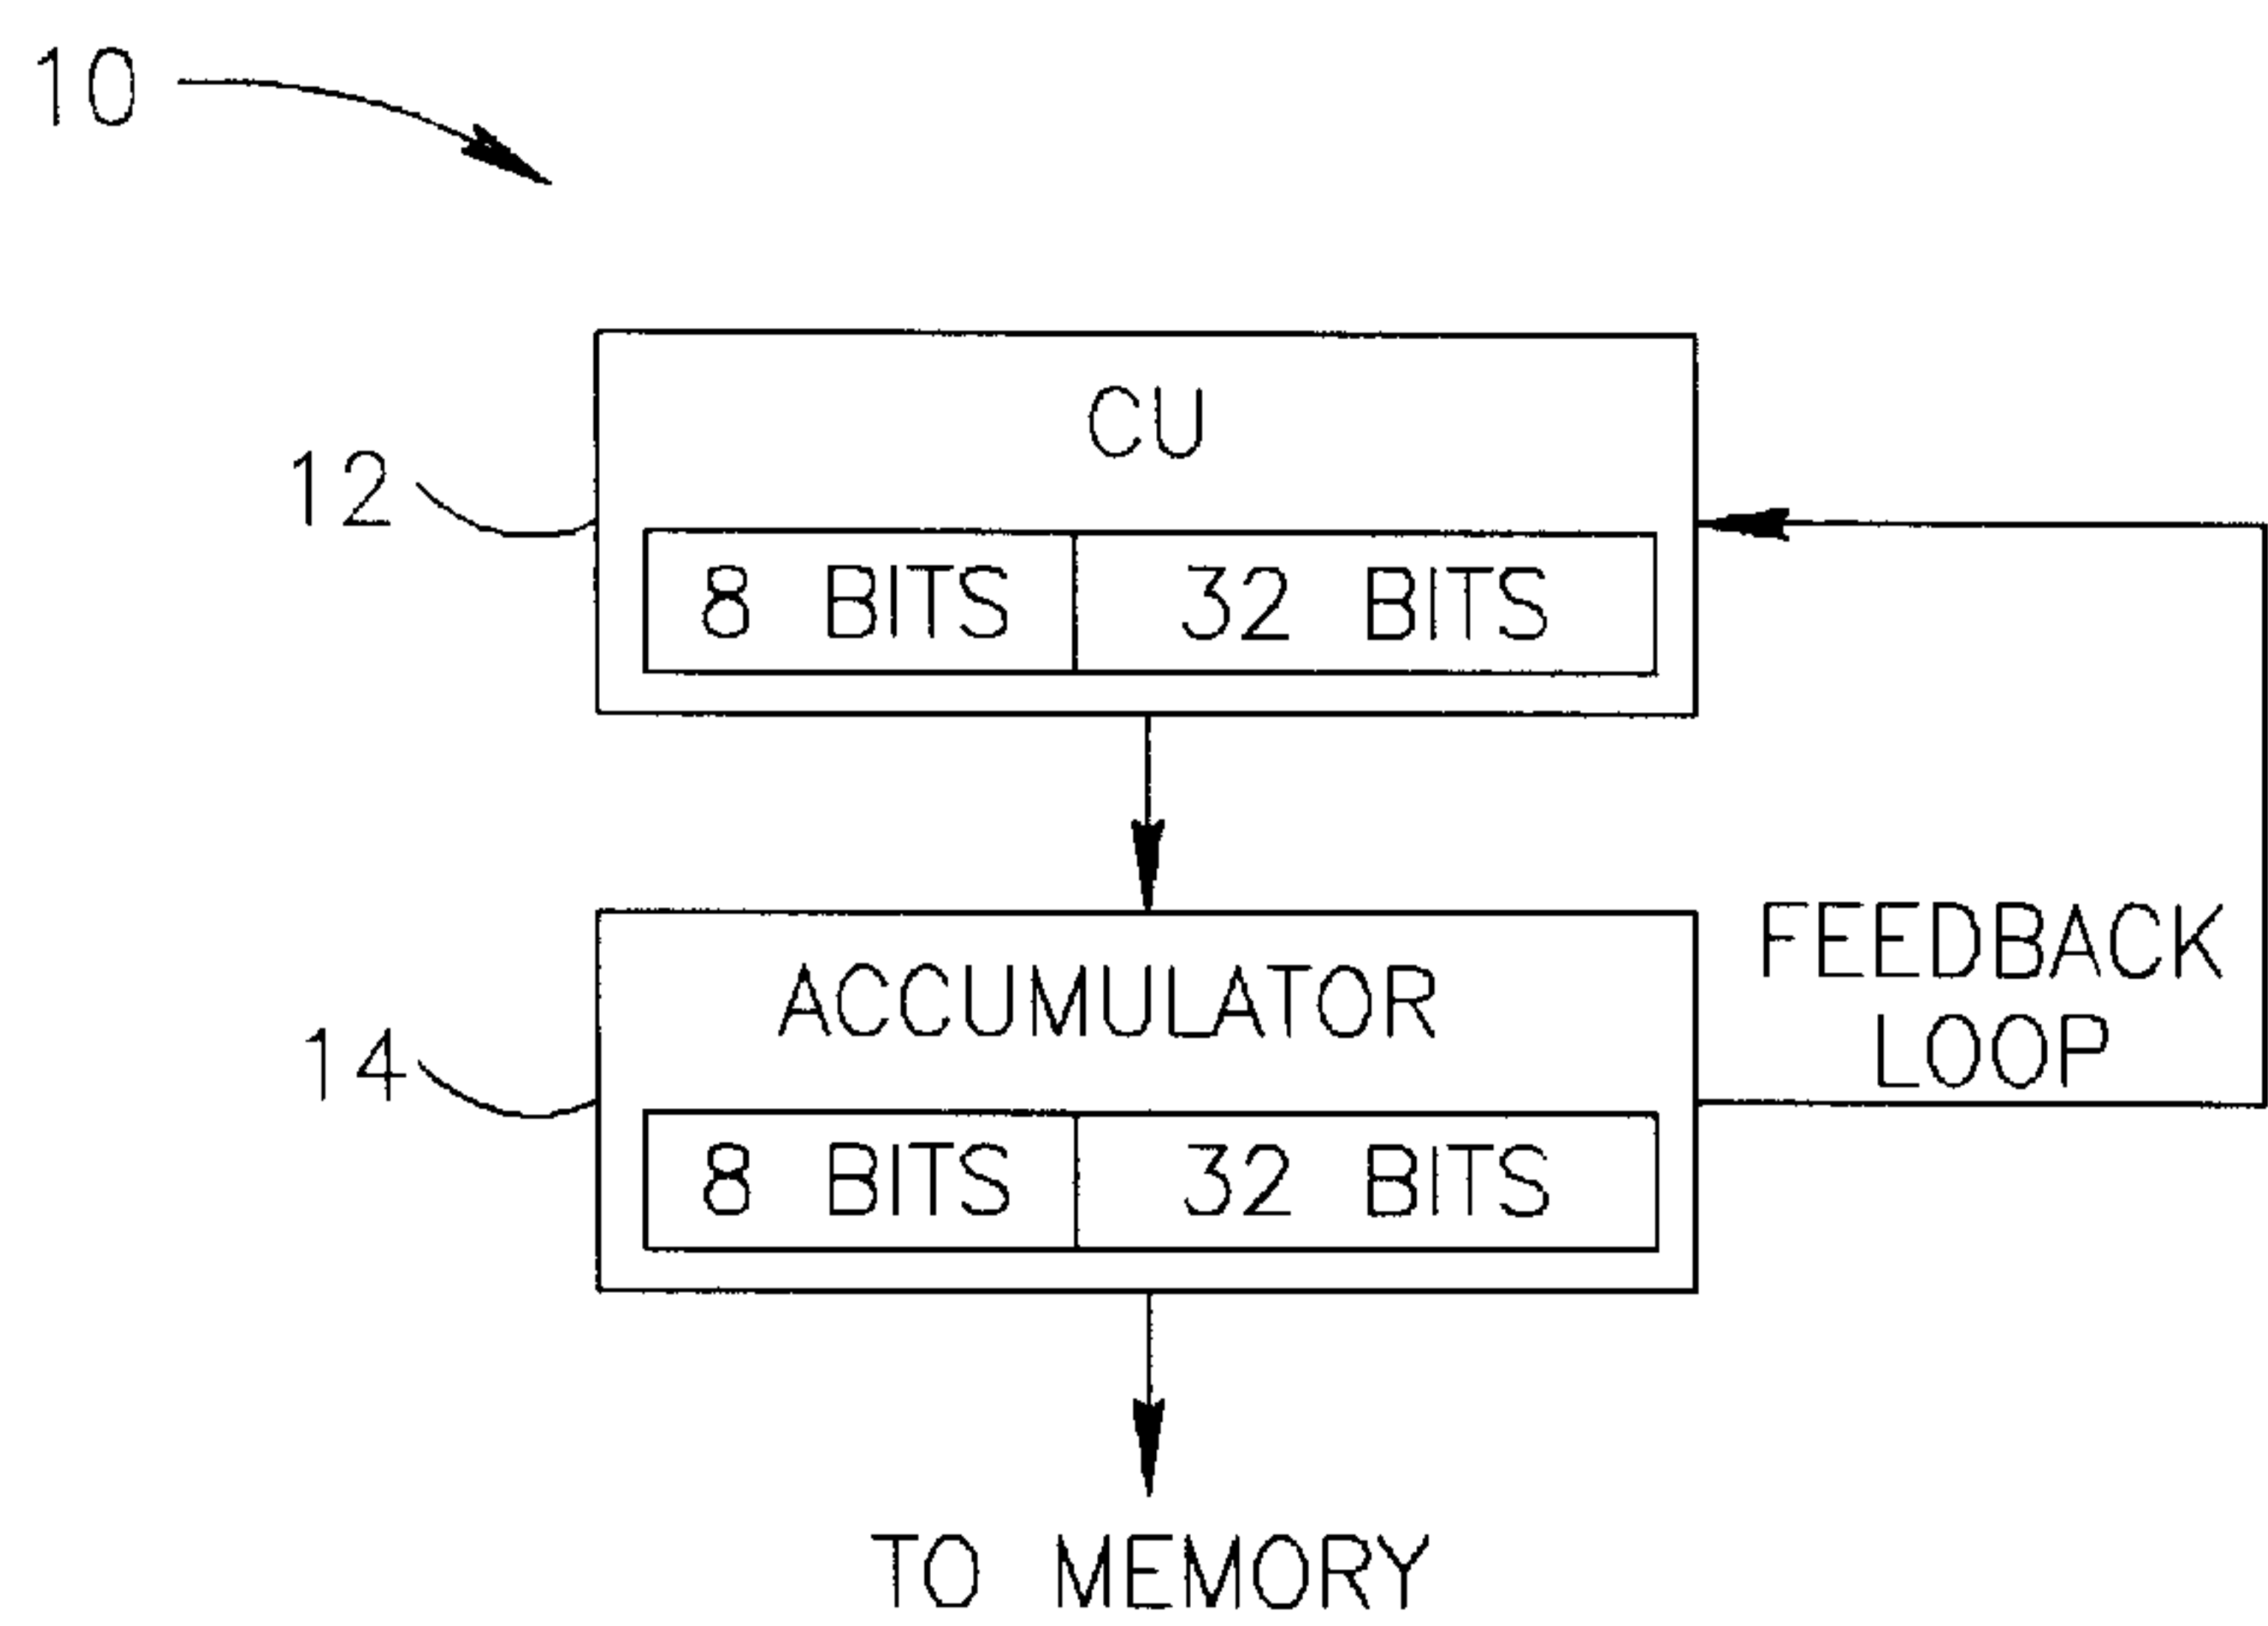 10
CU
12
8 BITS 32 BITS
FEEDBACK
LOOP
ACCUMULATOR
14
8 BITS 32 BITS
TO MEMORY